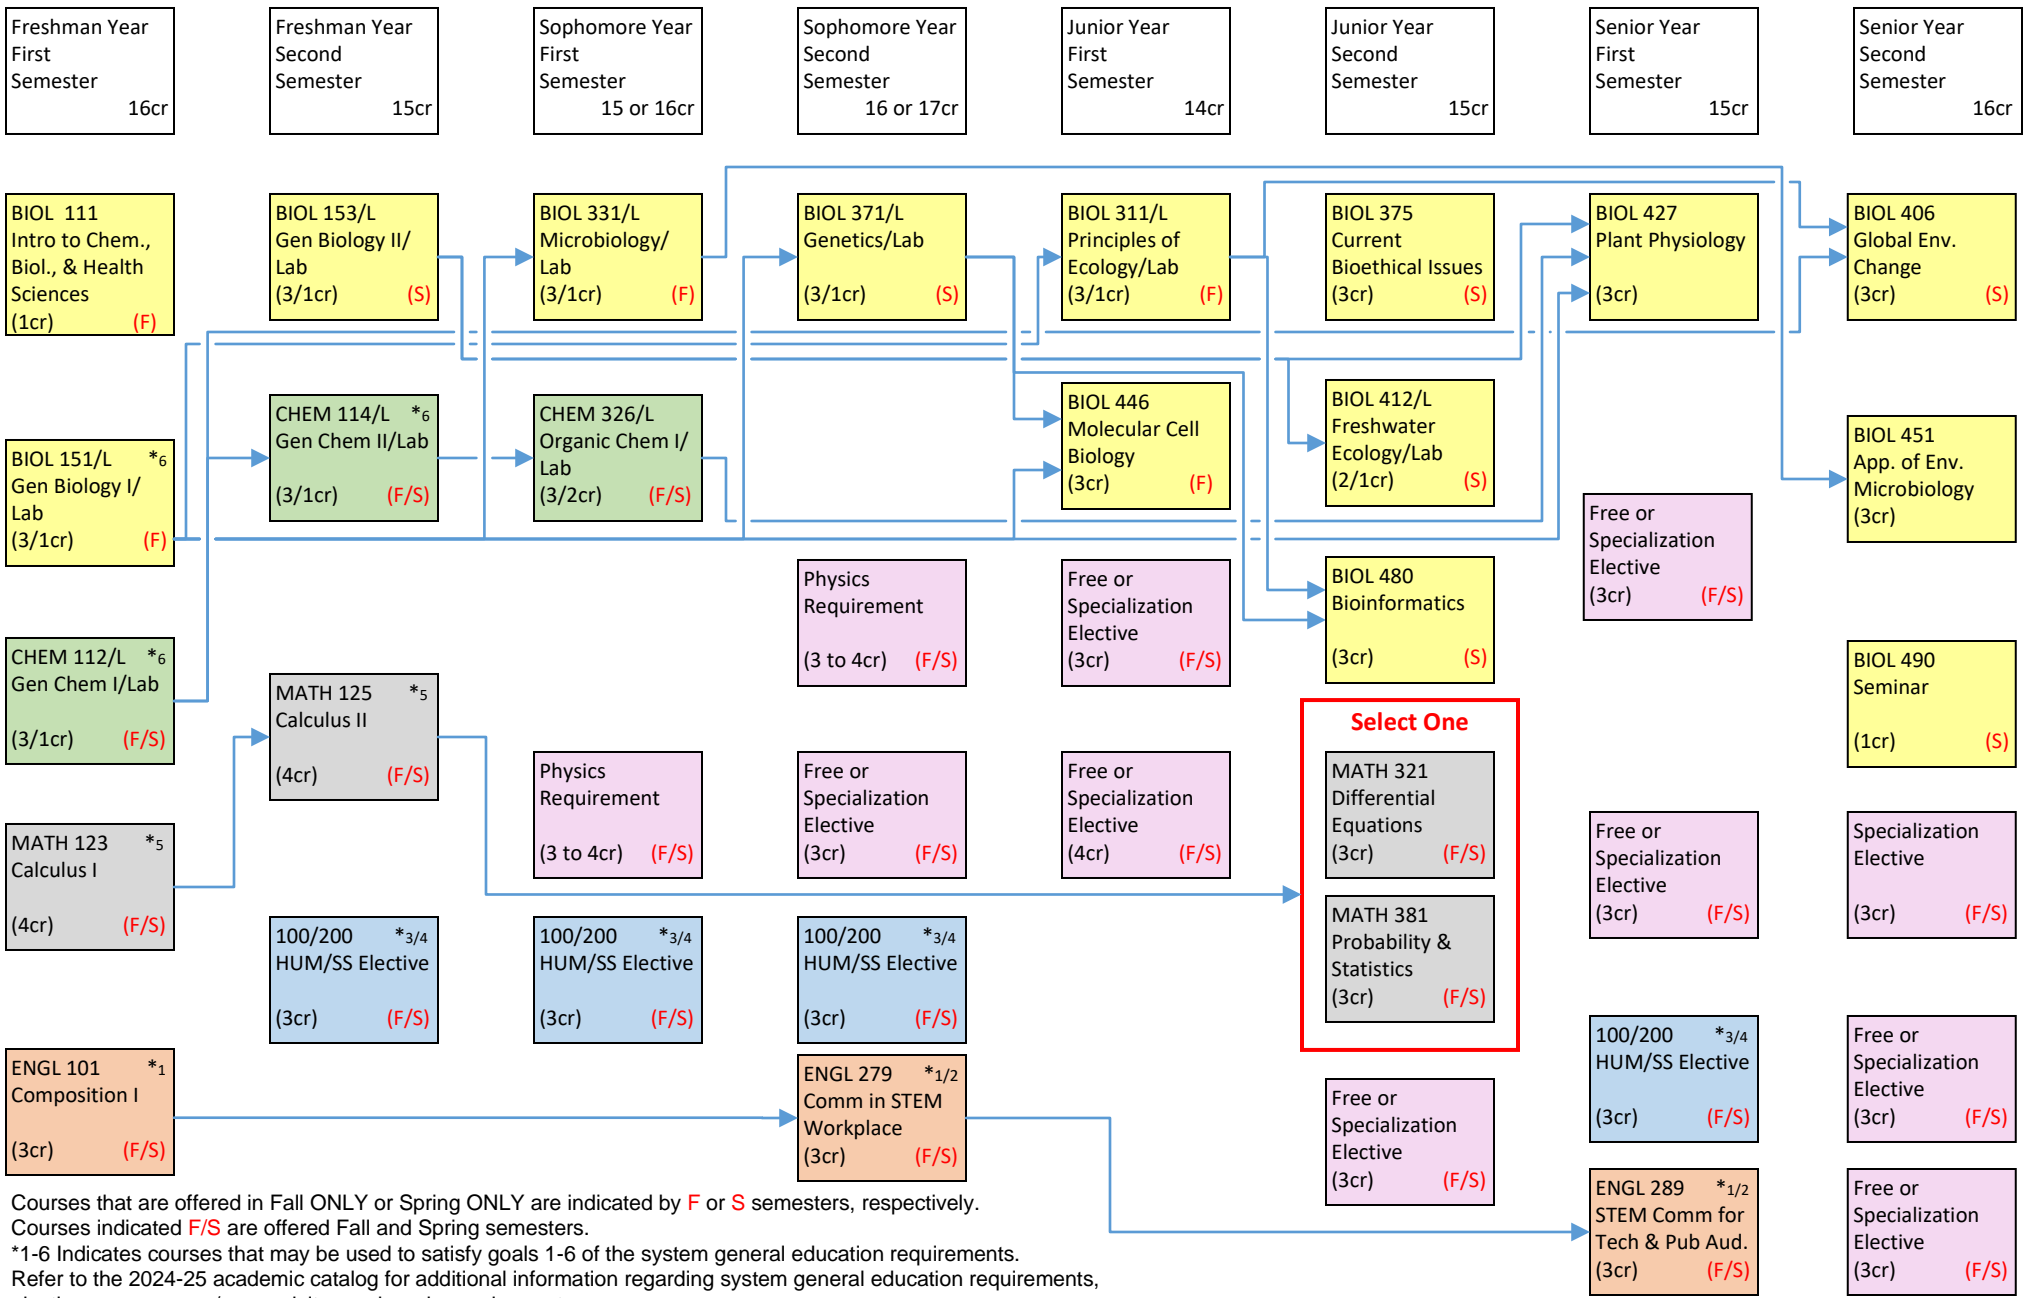 Freshman Year
First
Semester
16cr
Freshman Year
Second
Semester
15cr
Sophomore Year
First
Semester
15 or 16cr
Sophomore Year
Second
Semester
16 or 17cr
Junior Year
First
Semester
14cr
Junior Year
Second
Semester
15cr
Senior Year
First
Semester
15cr
Senior Year
Second
Semester
16cr
BIOL 111
Intro to Chem.,
Biol., & Health
Sciences
(1cr) (F)
BIOL 153/L
Gen Biology II/
Lab
(3/1cr) (S)
BIOL 331/L
Microbiology/
Lab
(3/1cr) (F)
BIOL 371/L
Genetics/Lab
(3/1cr) (S)
BIOL 311/L
Principles of
Ecology/Lab
(3/1cr) (F)
BIOL 375
Current
Bioethical Issues
(3cr) (S)
BIOL 427
Plant Physiology
(3cr)
BIOL 406
Global Env.
Change
(3cr) (S)
BIOL 151/L *6
Gen Biology I/
Lab
(3/1cr) (F)
CHEM 114/L *6
Gen Chem II/Lab
(3/1cr) (F/S)
CHEM 326/L
Organic Chem I/
Lab
(3/2cr) (F/S)
BIOL 446
Molecular Cell
Biology
(3cr) (F)
BIOL 412/L
Freshwater
Ecology/Lab
(2/1cr) (S)
Free or
Specialization
Elective
(3cr) (F/S)
BIOL 451
App. of Env.
Microbiology
(3cr)
CHEM 112/L *6
Gen Chem I/Lab
(3/1cr) (F/S)
MATH 125 *5
Calculus II
(4cr) (F/S)
Physics
Requirement
(3 to 4cr) (F/S)
Free or
Specialization
Elective
(3cr) (F/S)
BIOL 480
Bioinformatics
(3cr) (S)
BIOL 490
Seminar
(1cr) (S)
MATH 123 *5
Calculus I
(4cr) (F/S)
Physics
Requirement
(3 to 4cr) (F/S)
Free or
Specialization
Elective
(3cr) (F/S)
Free or
Specialization
Elective
(4cr) (F/S)
Select One
MATH 321
Differential
Equations
(3cr) (F/S)
MATH 381
Probability &
Statistics
(3cr) (F/S)
Free or
Specialization
Elective
(3cr) (F/S)
Specialization
Elective
(3cr) (F/S)
100/200 *3/4
HUM/SS Elective
(3cr) (F/S)
100/200 *3/4
HUM/SS Elective
(3cr) (F/S)
100/200 *3/4
HUM/SS Elective
(3cr) (F/S)
100/200 *3/4
HUM/SS Elective
(3cr) (F/S)
Free or
Specialization
Elective
(3cr) (F/S)
ENGL 101 *1
Composition I
(3cr) (F/S)
ENGL 279 *1/2
Comm in STEM
Workplace
(3cr) (F/S)
Free or
Specialization
Elective
(3cr) (F/S)
ENGL 289 *1/2
STEM Comm for
Tech & Pub Aud.
(3cr) (F/S)
Free or
Specialization
Elective
(3cr) (F/S)
Courses that are offered in Fall ONLY or Spring ONLY are indicated by F or S semesters, respectively.
Courses indicated F/S are offered Fall and Spring semesters.
*1-6 Indicates courses that may be used to satisfy goals 1-6 of the system general education requirements.
Refer to the 2024-25 academic catalog for additional information regarding system general education requirements,